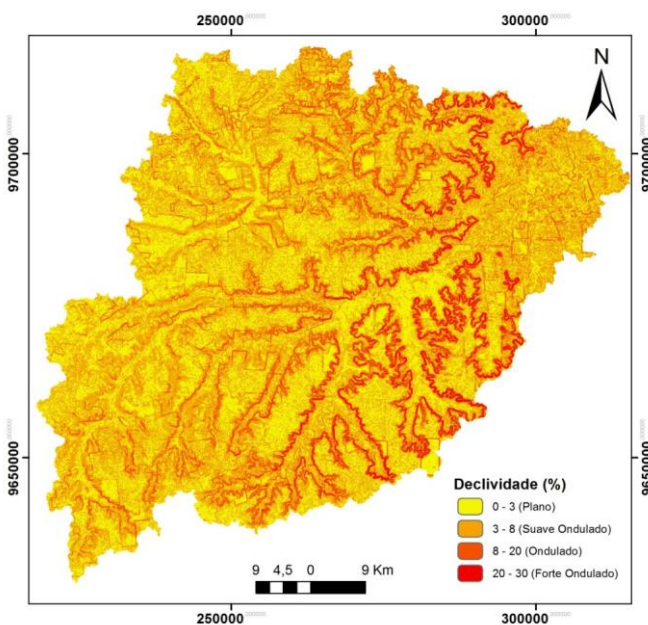 250000
300000
N
9700000
9700000
9650000
9650000
Declividade (%)
0 - 3 (Plano)
3 - 8 (Suave Ondulado)
8 - 20 (Ondulado)
20 - 30 (Forte Ondulado)
9 4,5 0 9 Km
250000
300000